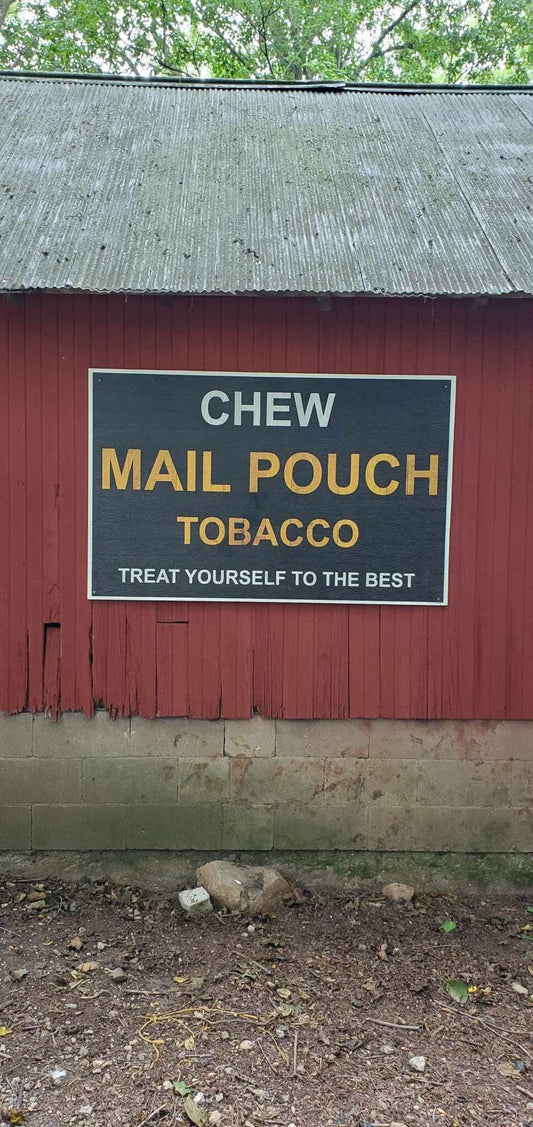 CHEW
MAIL POUCH
TOBACCO
TREAT YOURSELF TO THE BEST